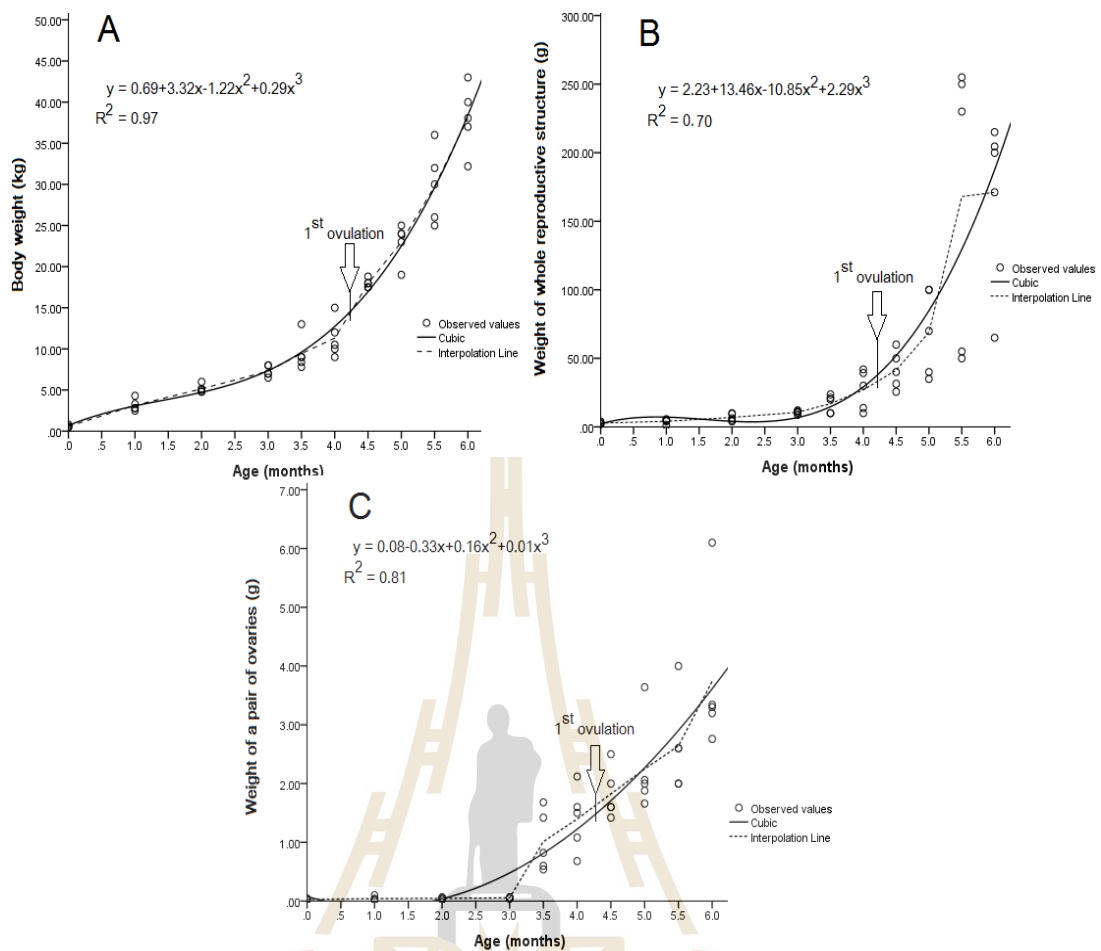 A
y = 0.69+3.32x-1.22x²+0.29x³
R² = 0.97
Body weight (kg)
50.00
45.00
40.00
35.00
30.00
25.00
20.00
15.00
10.00
5.00
.00
1st ovulation
Observed values
Cubic
Interpolation Line
.0 .5 1.0 1.5 2.0 2.5 3.0 3.5 4.0 4.5 5.0 5.5 6.0
Age (months)
B
y = 2.23+13.46x-10.85x²+2.29x³
R² = 0.70
Weight of whole reproductive structure (g)
300.00
250.00
200.00
150.00
100.00
50.00
.00
1st ovulation
Observed valules
Cubic
Interpolation Line
.0 .5 1.0 1.5 2.0 2.5 3.0 3.5 4.0 4.5 5.0 5.5 6.0
Age (months)
C
y = 0.08-0.33x+0.16x²+0.01x³
R² = 0.81
Weight of a pair of ovaries (g)
7.00
6.00
5.00
4.00
3.00
2.00
1.00
.00
1st ovulation
Observed values
Cubic
Interpolation Line
.0 .5 1.0 1.5 2.0 2.5 3.0 3.5 4.0 4.5 5.0 5.5 6.0
Age (months)